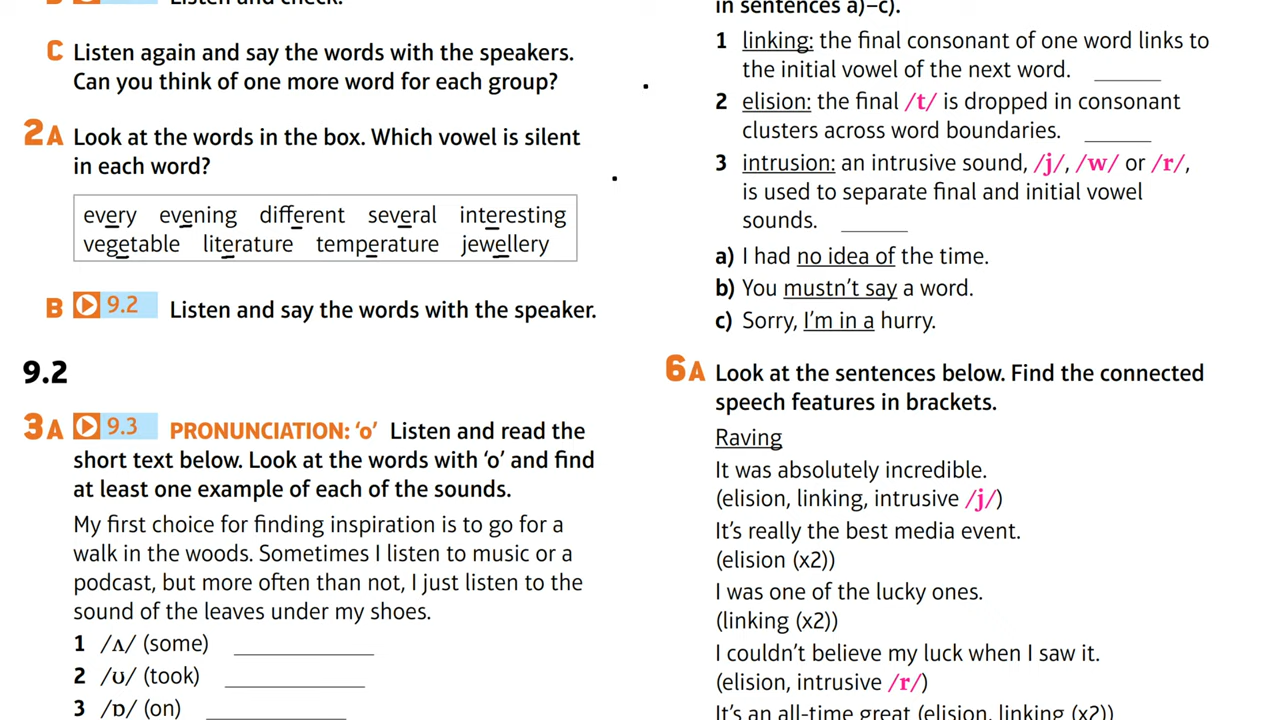 Listen and check.
C Listen again and say the words with the speakers.
Can you think of one more word for each group?
2A Look at the words in the box. Which vowel is silent
in each word?
every evening different several interesting
vegetable literature temperature jewellery
B 9.2 Listen and say the words with the speaker.
9.2
3A 9.3 PRONUNCIATION: ‘o’ Listen and read the
short text below. Look at the words with ‘o’ and find
at least one example of each of the sounds.
My first choice for finding inspiration is to go for a
walk in the woods. Sometimes I listen to music or a
podcast, but more often than not, I just listen to the
sound of the leaves under my shoes.
1 /ʌ/ (some)
2 /ʊ/ (took)
3 /ɒ/ (on)
in sentences a)–c).
1 linking: the final consonant of one word links to
the initial vowel of the next word.
2 elision: the final /t/ is dropped in consonant
clusters across word boundaries.
3 intrusion: an intrusive sound, /j/, /w/ or /r/,
is used to separate final and initial vowel
sounds.
a) I had no idea of the time.
b) You mustn’t say a word.
c) Sorry, I’m in a hurry.
6A Look at the sentences below. Find the connected
speech features in brackets.
Raving
It was absolutely incredible.
(elision, linking, intrusive /j/)
It’s really the best media event.
(elision (x2))
I was one of the lucky ones.
(linking (x2))
I couldn’t believe my luck when I saw it.
(elision, intrusive /r/)
It’s an all-time great (elision, linking (x2))